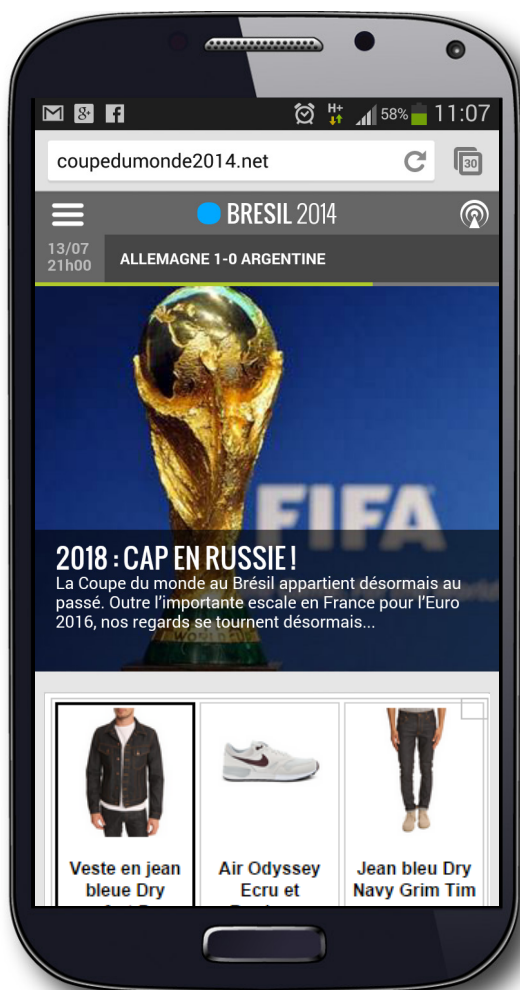 H+
58%
11:07
coupedumonde2014.net
30
BRESIL 2014
13/07
21h00
ALLEMAGNE 1-0 ARGENTINE
FIFA
2018 : CAP EN RUSSIE !
La Coupe du monde au Brésil appartient désormais au
passé. Outre l'importante escale en France pour l'Euro
2016, nos regards se tournent désormais...
WORLD CUP
Veste en jean
bleue Dry
Air Odyssey
Ecru et
Jean bleu Dry
Navy Grim Tim